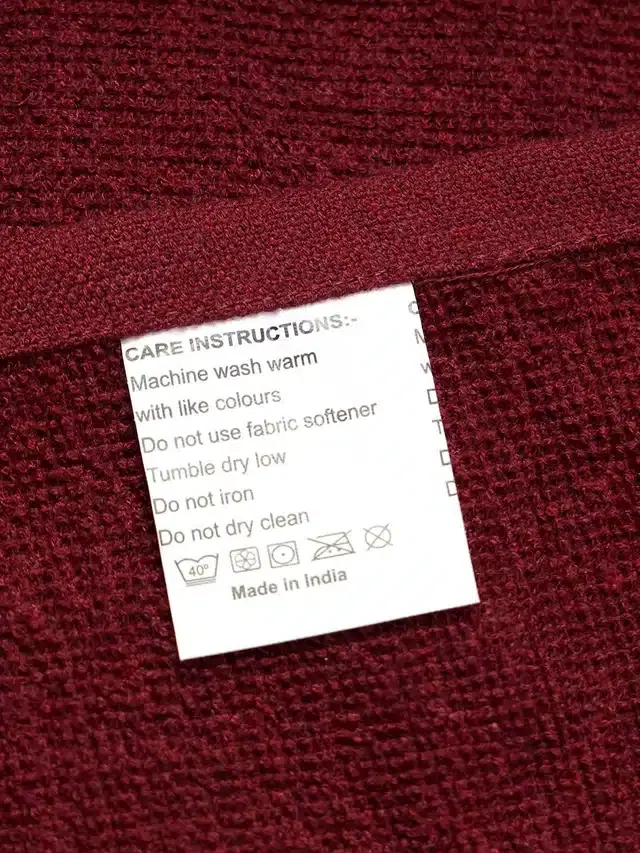 CARE INSTRUCTIONS:-
Machine wash warm
with like colours
Do not use fabric softener
Tumble dry low
Do not iron
Do not dry clean
40°
Made in India